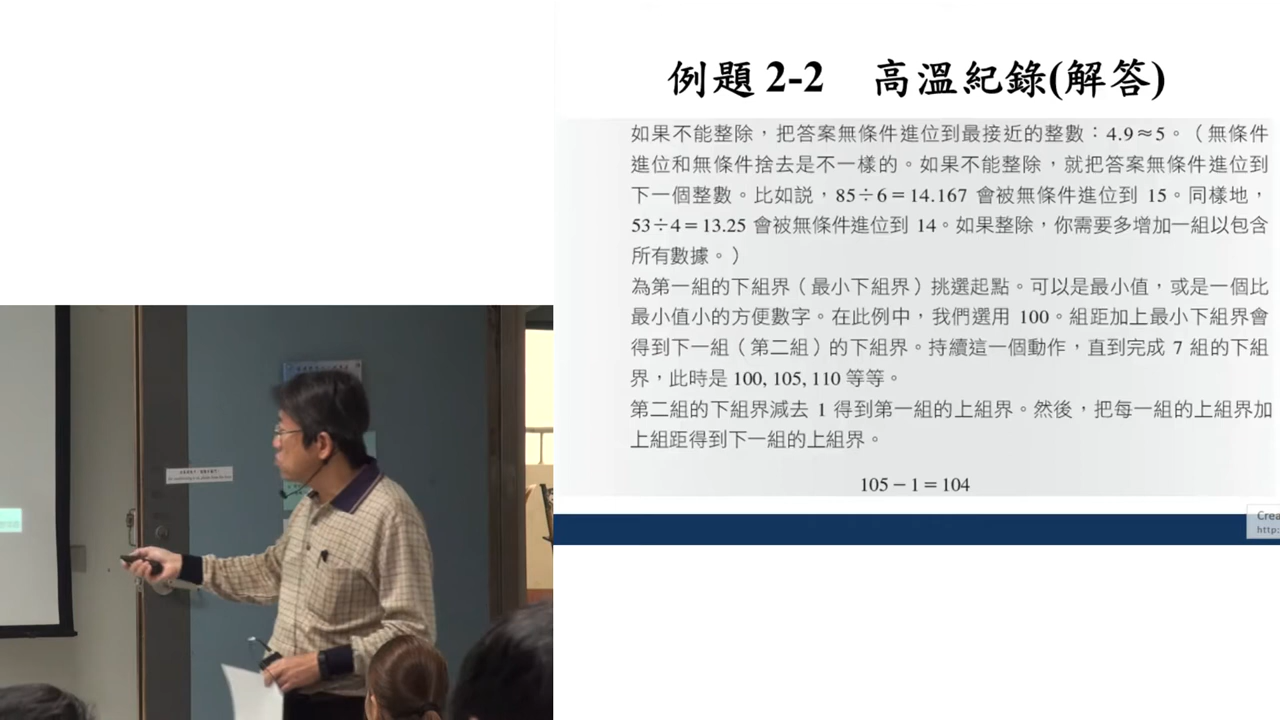 例題 2-2 高溫紀錄(解答)
如果不能整除，把答案無條件進位到最接近的整數：4.9≈5。（無條件
進位和無條件捨去是不一樣的。如果不能整除，就把答案無條件進位到
下一個整數。比如説，85÷6＝14.167 會被無條件進位到 15。同樣地，
53÷4＝13.25 會被無條件進位到 14。如果整除，你需要多增加一組以包含
所有數據。）
為第一組的下組界（最小下組界）挑選起點。可以是最小值，或是一個比
最小值小的方便數字。在此例中，我們選用 100。組距加上最小下組界會
得到下一組（第二組）的下組界。持續這一個動作，直到完成 7 組的下組
界，此時是 100, 105, 110 等等。
第二組的下組界減去 1 得到第一組的上組界。然後，把每一組的上組界加
上組距得到下一組的上組界。
105－1＝104
Crea
http: